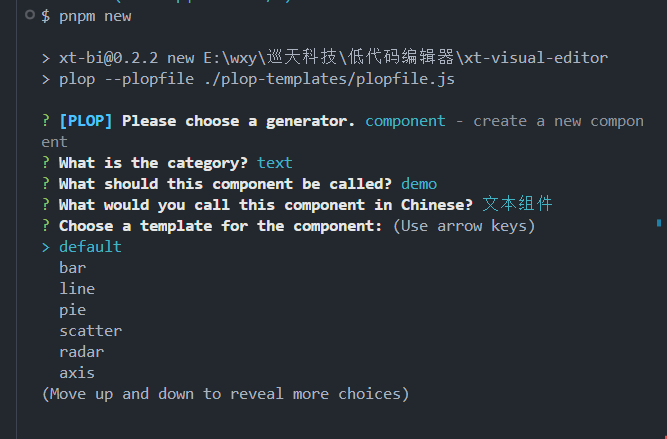 $ pnpm new
> xt-bi@0.2.2 new E:\wxy\巡天科技\低代码编辑器\xt-visual-editor
> plop --plopfile ./plop-templates/plopfile.js
? [PLOP] Please choose a generator. component - create a new compon
ent
? What is the category? text
? What should this component be called? demo
? What would you call this component in Chinese? 文本组件
? Choose a template for the component: (Use arrow keys)
> default
bar
line
pie
scatter
radar
axis
(Move up and down to reveal more choices)